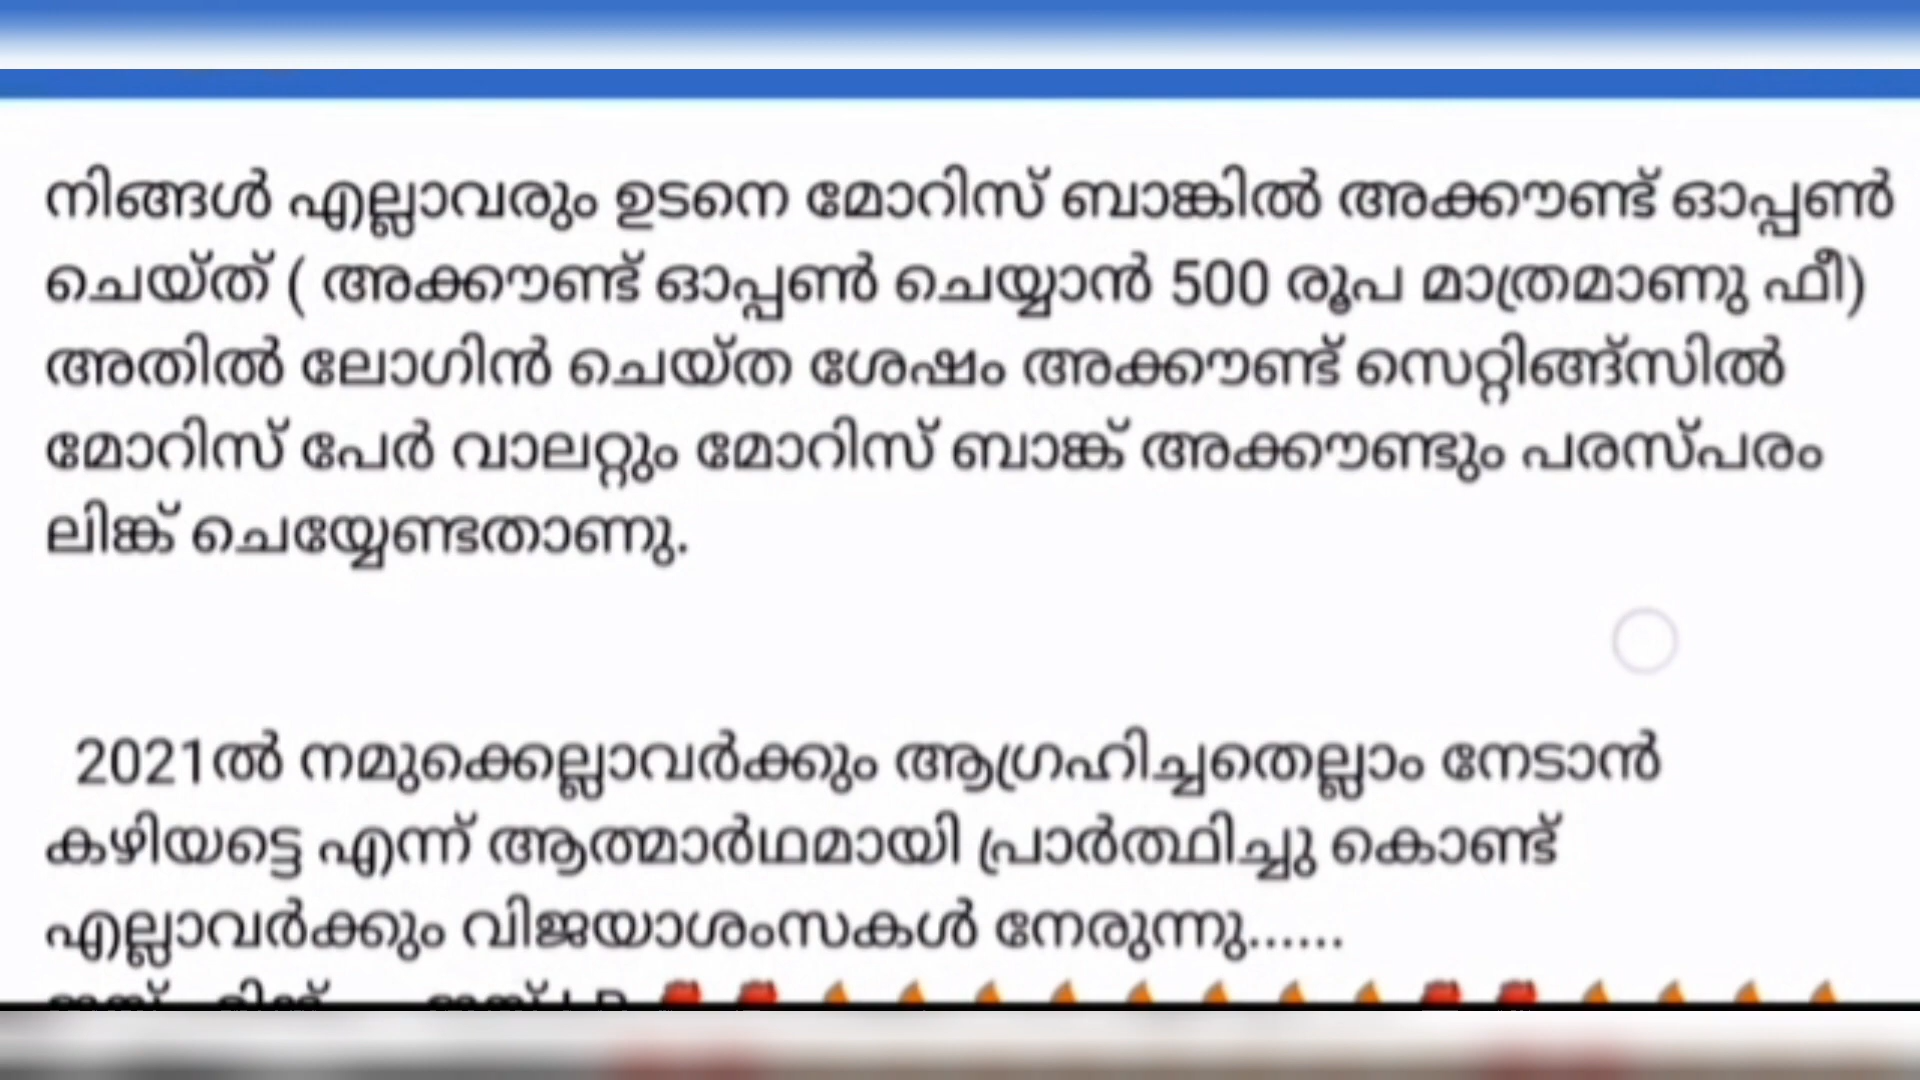 നിങ്ങൾ എല്ലാവരും ഉടനെ മോറിസ് ബാങ്കിൽ അക്കൗണ്ട് ഓപ്പൺ
ചെയ്ത് ( അക്കൗണ്ട് ഓപ്പൺ ചെയ്യാൻ 500 രൂപ മാത്രമാണു ഫീ)
അതിൽ ലോഗിൻ ചെയ്ത ശേഷം അക്കൗണ്ട് സെറ്റിങ്ങ്സിൽ
മോറിസ് പേർ വാലറ്റും മോറിസ് ബാങ്ക് അക്കൗണ്ടും പരസ്പരം
ലിങ്ക് ചെയ്യേണ്ടതാണു.
2021ൽ നമുക്കെല്ലാവർക്കും ആഗ്രഹിച്ചതെല്ലാം നേടാൻ
കഴിയട്ടെ എന്ന് ആത്മാർഥമായി പ്രാർത്ഥിച്ചു കൊണ്ട്
എല്ലാവർക്കും വിജയാശംസകൾ നേരുന്നു......